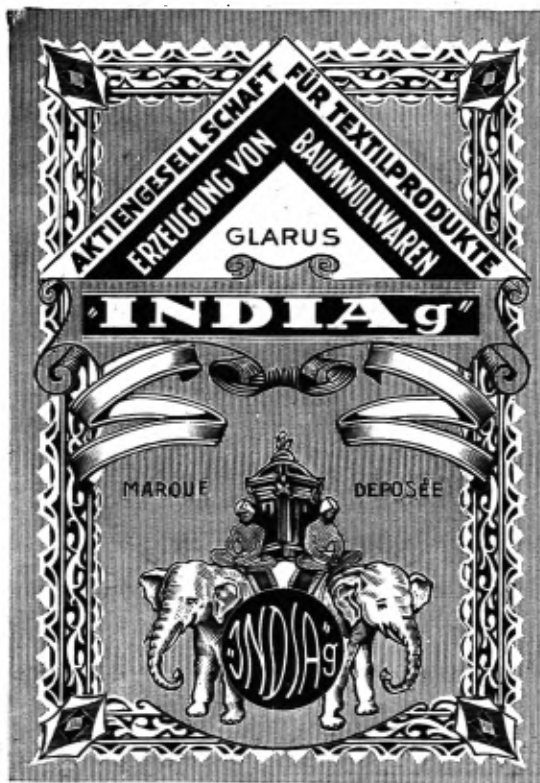 AKTIENGESELLSCHAFT FÜR TEXTILPRODUKTE
ERZEUGUNG VON BAUMWOLLWAREN
GLARUS
"INDIAg"
MARQUE DEPOSÉE
INDIAg